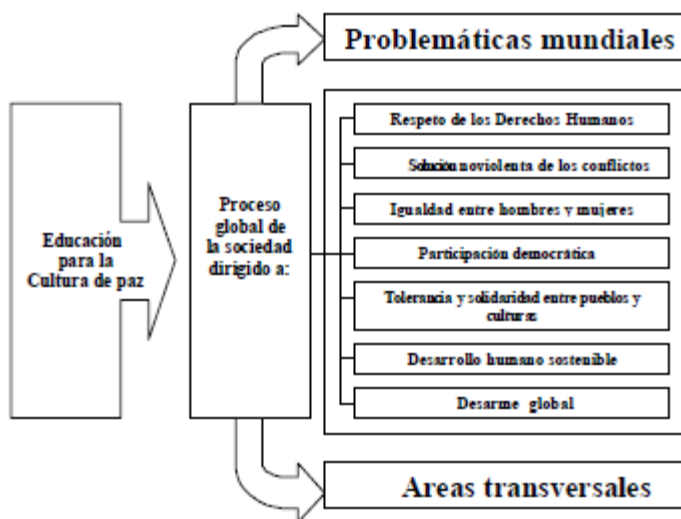 Problemáticas mundiales
Educación
para la
Cultura de paz
Proceso
global de
la sociedad
dirigido a:
Respeto de los Derechos Humanos
Solución noviolenta de los conflictos
Igualdad entre hombres y mujeres
Participación democrática
Tolerancia y solidaridad entre pueblos y
culturas
Desarrollo humano sostenible
Desarme global
Areas transversales